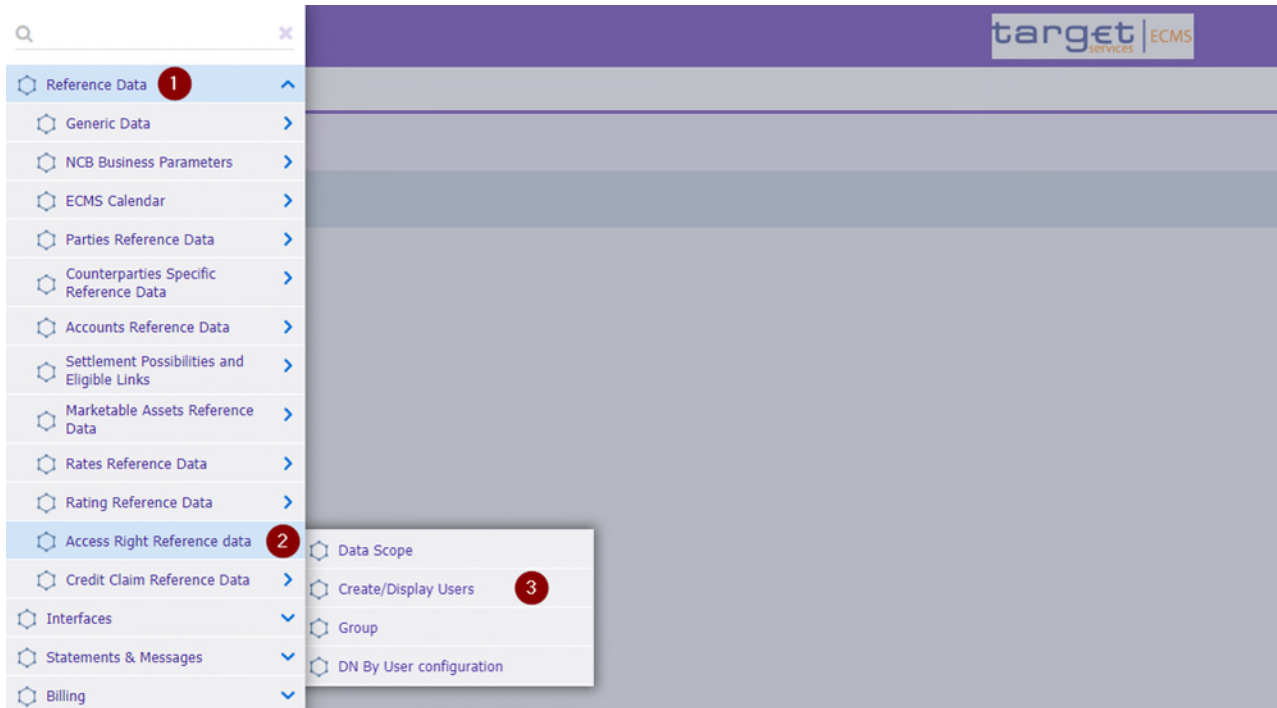 target | ECMS
services
Reference Data 1
Generic Data
NCB Business Parameters
ECMS Calendar
Parties Reference Data
Counterparties Specific
Reference Data
Accounts Reference Data
Settlement Possibilities and
Eligible Links
Marketable Assets Reference
Data
Rates Reference Data
Rating Reference Data
Access Right Reference data 2
Data Scope
Credit Claim Reference Data
Create/Display Users 3
Interfaces
Group
Statements & Messages
DN By User configuration
Billing